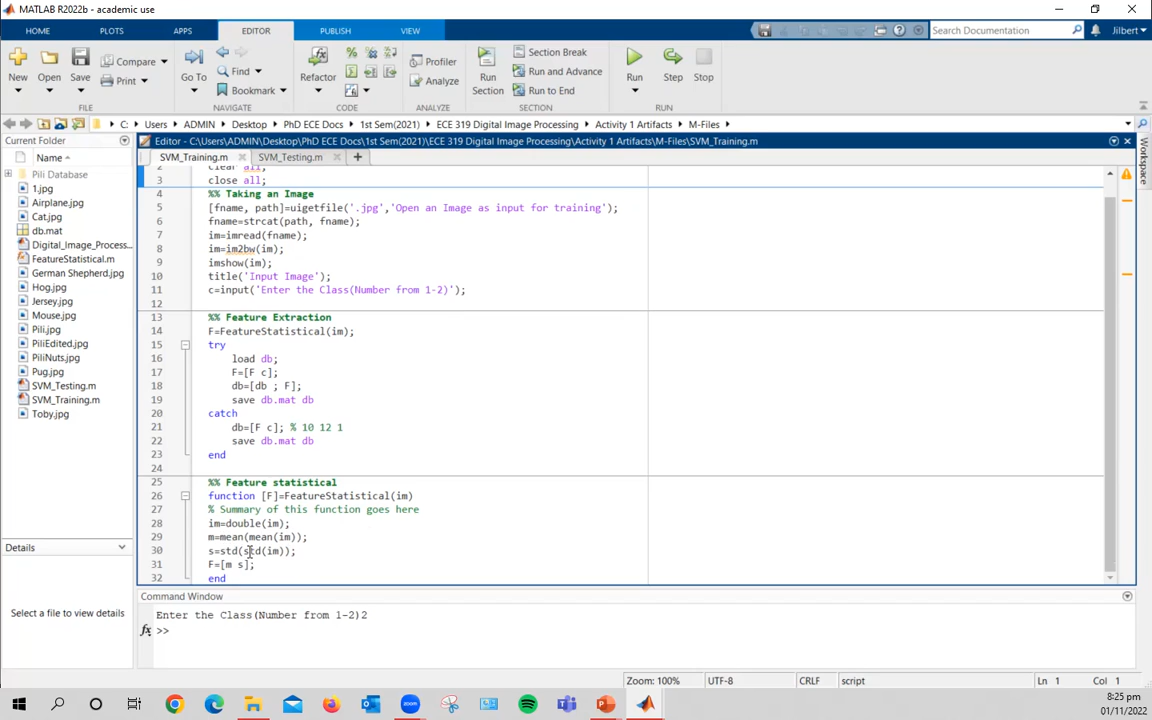 MATLAB R2022b - academic use
HOME PLOTS APPS EDITOR PUBLISH VIEW Search Documentation Jilbert
New Open Save Compare Print Go To Find Bookmark Refactor Profiler Analyze Run Section Section Break Run and Advance Run to End Run Step Stop
FILE NAVIGATE CODE ANALYZE SECTION RUN
C: Users ADMIN Desktop PhD ECE Docs 1st Sem(2021) ECE 319 Digital Image Processing Activity 1 Artifacts M-Files
Current Folder
Name
Pili Database
1.jpg
Airplane.jpg
Cat.jpg
db.mat
Digital_Image_Process...
FeatureStatistical.m
German Shepherd.jpg
Hog.jpg
Jersey.jpg
Mouse.jpg
Pili.jpg
PiliEdited.jpg
PiliNuts.jpg
Pug.jpg
SVM_Testing.m
SVM_Training.m
Toby.jpg
Details
Select a file to view details
Editor - C:\Users\ADMIN\Desktop\PhD ECE Docs\1st Sem(2021)\ECE 319 Digital Image Processing\Activity 1 Artifacts\M-Files\SVM_Training.m
SVM_Training.m SVM_Testing.m
2 clear all;
3 close all;
4 %% Taking an Image
5 [fname, path]=uigetfile('.jpg','Open an Image as input for training');
6 fname=strcat(path, fname);
7 im=imread(fname);
8 im=im2bw(im);
9 imshow(im);
10 title('Input Image');
11 c=input('Enter the Class(Number from 1-2)');
12
13 %% Feature Extraction
14 F=FeatureStatistical(im);
15 try
16 load db;
17 F=[F c];
18 db=[db ; F];
19 save db.mat db
20 catch
21 db=[F c]; % 10 12 1
22 save db.mat db
23 end
24
25 %% Feature statistical
26 function [F]=FeatureStatistical(im)
27 % Summary of this function goes here
28 im=double(im);
29 m=mean(mean(im));
30 s=std(std(im));
31 F=[m s];
32 end
Command Window
Enter the Class(Number from 1-2)2
fx >>
Workspace
Zoom: 100% UTF-8 CRLF script Ln 1 Col 1
8:25 pm
01/11/2022